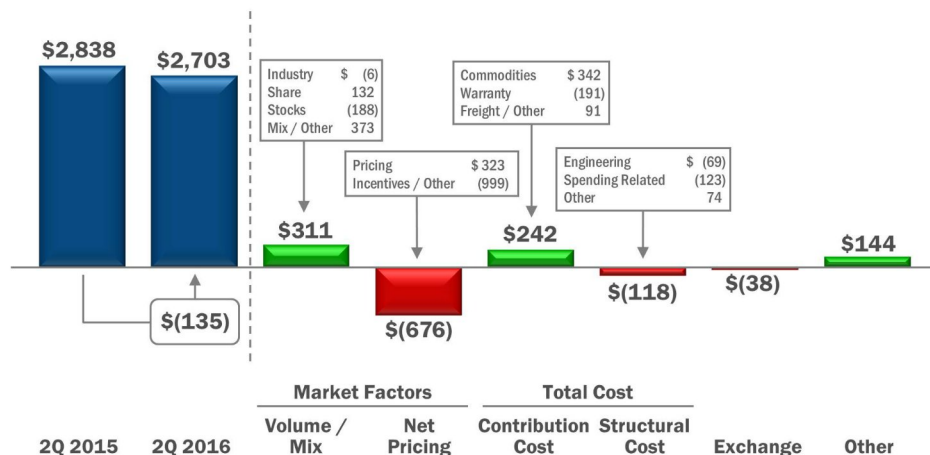 $2,838
$2,703
$(135)
Industry $ (6)
Share 132
Stocks (188)
Mix / Other 373
Pricing $ 323
Incentives / Other (999)
Commodities $ 342
Warranty (191)
Freight / Other 91
Engineering $ (69)
Spending Related (123)
Other 74
$311
$(676)
$242
$(118)
$(38)
$144
Market Factors
Total Cost
2Q 2015
2Q 2016
Volume /
Mix
Net
Pricing
Contribution
Cost
Structural
Cost
Exchange
Other